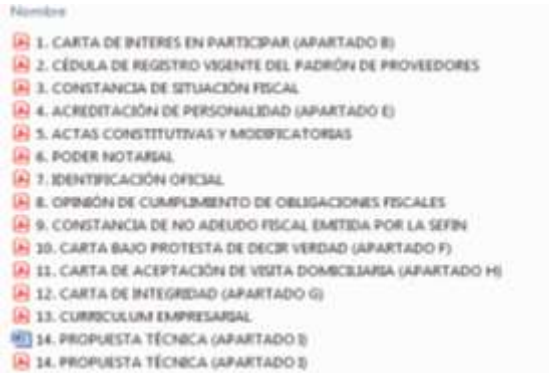 Nombre
1. CARTA DE INTERES EN PARTICIPAR (APARTADO B)
2. CÉDULA DE REGISTRO VIGENTE DEL PADRÓN DE PROVEEDORES
3. CONSTANCIA DE SITUACIÓN FISCAL
4. ACREDITACIÓN DE PERSONALIDAD (APARTADO E)
5. ACTAS CONSTITUTIVAS Y MODIFICATORIAS
6. PODER NOTARIAL
7. IDENTIFICACIÓN OFICIAL
8. OPINIÓN DE CUMPLIMIENTO DE OBLIGACIONES FISCALES
9. CONSTANCIA DE NO ADEUDO FISCAL EMITIDA POR LA SEFIN
10. CARTA BAJO PROTESTA DE DECIR VERDAD (APARTADO F)
11. CARTA DE ACEPTACIÓN DE VISITA DOMICILIARIA (APARTADO H)
12. CARTA DE INTEGRIDAD (APARTADO G)
13. CURRICULUM EMPRESARIAL
14. PROPUESTA TÉCNICA (APARTADO I)
14. PROPUESTA TÉCNICA (APARTADO I)